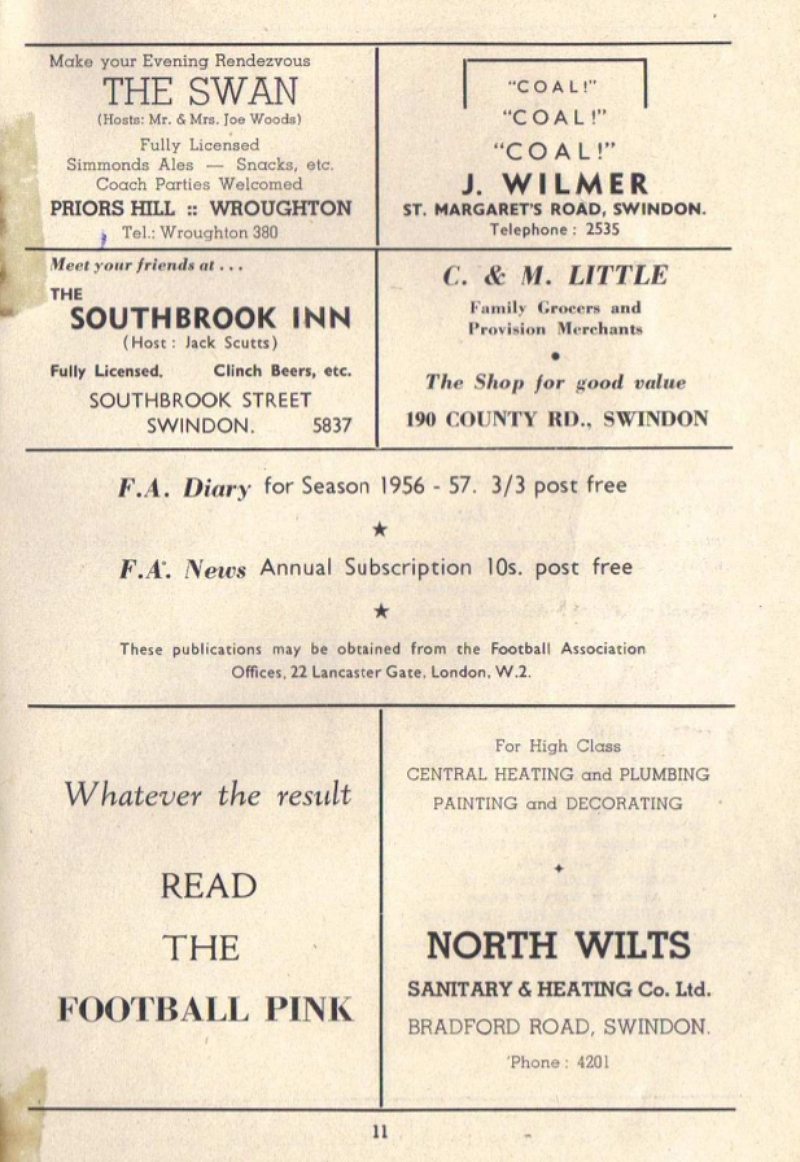 Make your Evening Rendezvous
THE SWAN
(Hosts: Mr. & Mrs. Joe Woods)
Fully Licensed
Simmonds Ales — Snacks, etc.
Coach Parties Welcomed
PRIORS HILL :: WROUGHTON
Tel.: Wroughton 380
"COAL!"
"COAL!"
"COAL!"
J. WILMER
ST. MARGARET'S ROAD, SWINDON.
Telephone : 2535
Meet your friends at . . .
THE
SOUTHBROOK INN
(Host : Jack Scutts)
Fully Licensed. Clinch Beers, etc.
SOUTHBROOK STREET
SWINDON. 5837
C. & M. LITTLE
Family Grocers and
Provision Merchants
The Shop for good value
190 COUNTY RD., SWINDON
F.A. Diary for Season 1956 - 57. 3/3 post free
F.A. News Annual Subscription 10s. post free
These publications may be obtained from the Football Association
Offices, 22 Lancaster Gate, London, W.2.
Whatever the result
READ
THE
FOOTBALL PINK
For High Class
CENTRAL HEATING and PLUMBING
PAINTING and DECORATING
NORTH WILTS
SANITARY & HEATING Co. Ltd.
BRADFORD ROAD, SWINDON.
'Phone : 4201
11